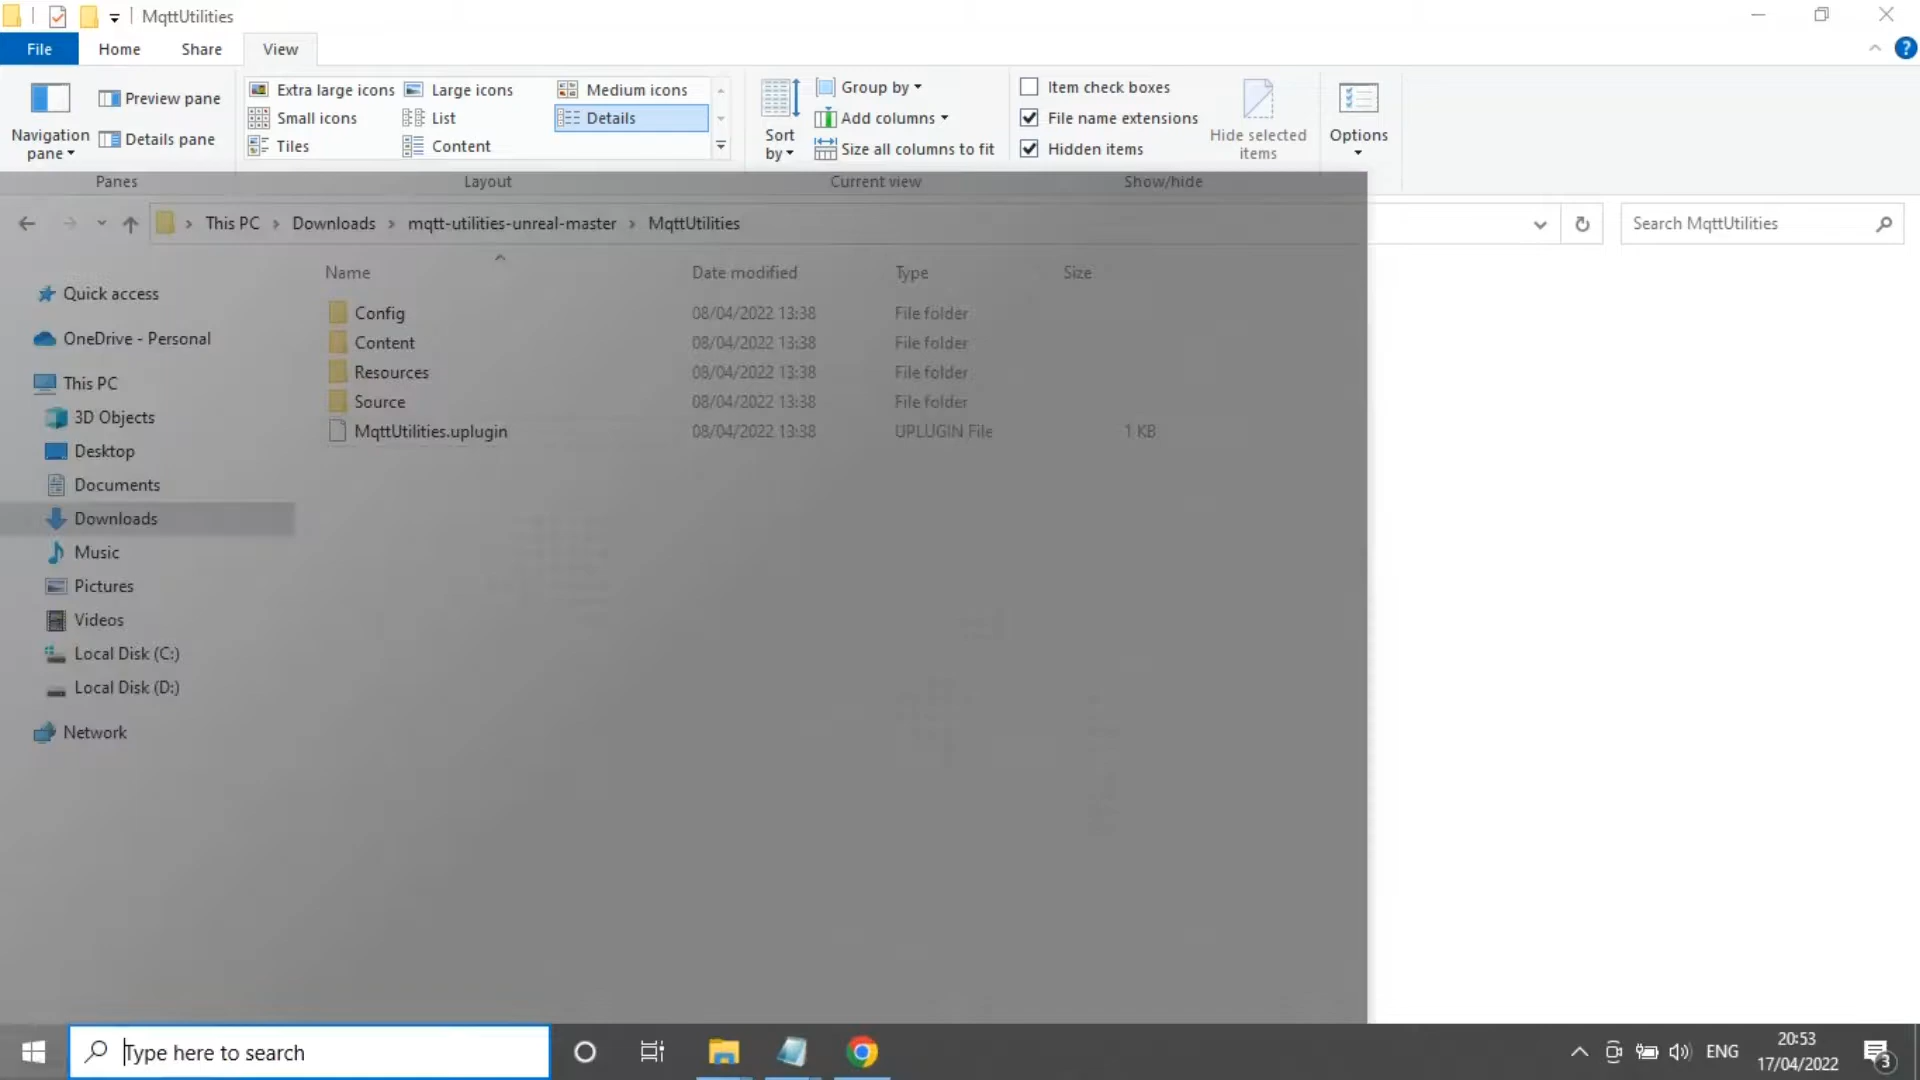 MqttUtilities
File Home Share View
Navigation pane
Preview pane
Details pane
Panes
Extra large icons Large icons Medium icons
Small icons List Details
Tiles Content
Layout
Sort by
Group by
Add columns
Size all columns to fit
Current view
Item check boxes
File name extensions
Hidden items
Hide selected items
Show/hide
Options
This PC > Downloads > mqtt-utilities-unreal-master > MqttUtilities
Search MqttUtilities
Quick access
OneDrive - Personal
This PC
3D Objects
Desktop
Documents
Downloads
Music
Pictures
Videos
Local Disk (C:)
Local Disk (D:)
Network
Name Date modified Type Size
Config 08/04/2022 13:38 File folder
Content 08/04/2022 13:38 File folder
Resources 08/04/2022 13:38 File folder
Source 08/04/2022 13:38 File folder
MqttUtilities.uplugin 08/04/2022 13:38 UPLUGIN File 1 KB
Type here to search
ENG
20:53
17/04/2022
3